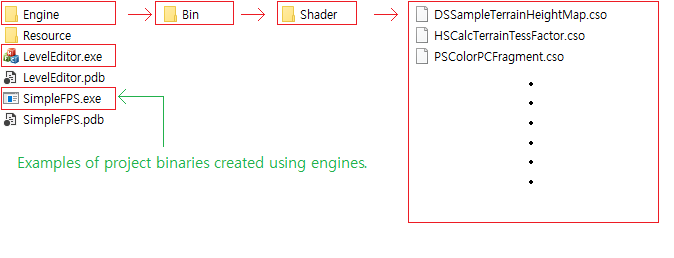 Engine
Bin
Shader
DSSampleTerrainHeightMap.cso
HSCalcTerrainTessFactor.cso
PSColorPCFragment.cso
Resource
LevelEditor.exe
LevelEditor.pdb
SimpleFPS.exe
SimpleFPS.pdb
Examples of project binaries created using engines.